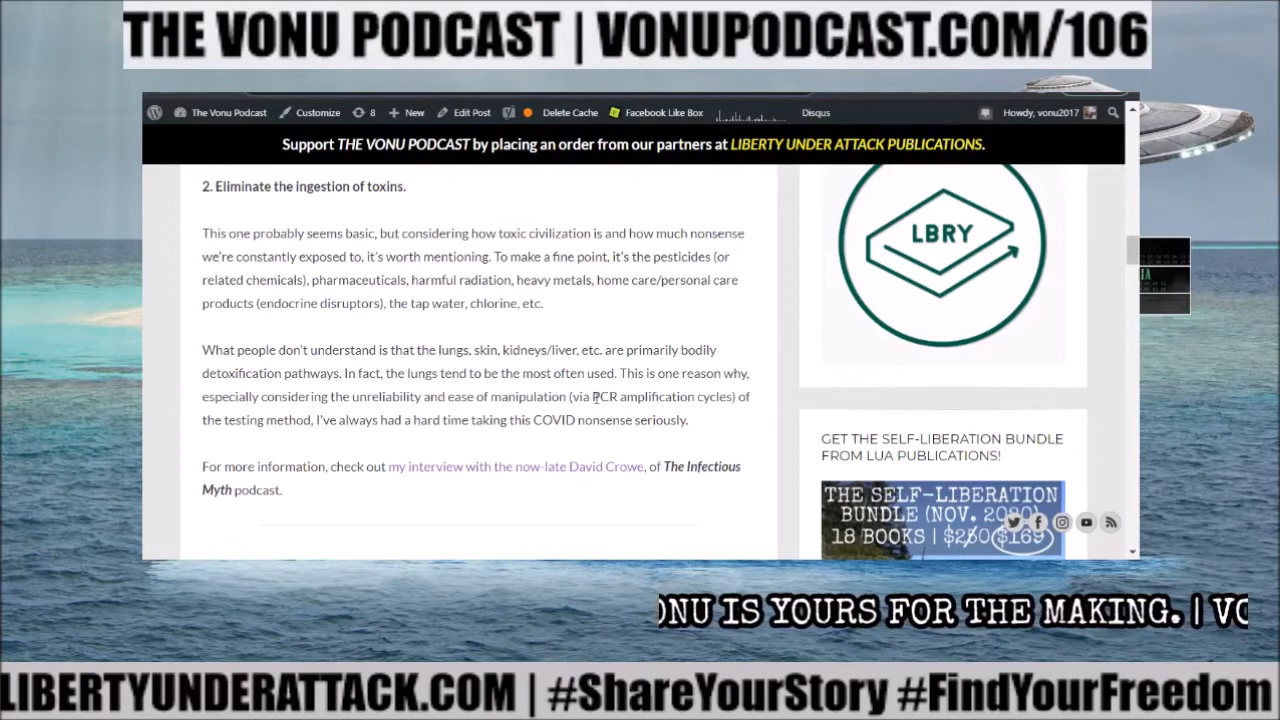 THE VONU PODCAST | VONUPODCAST.COM/106
The Vonu Podcast Customize 8 New Edit Post Delete Cache Facebook Like Box Disqus Howdy, vonu2017
Support THE VONU PODCAST by placing an order from our partners at LIBERTY UNDER ATTACK PUBLICATIONS.
2. Eliminate the ingestion of toxins.
This one probably seems basic, but considering how toxic civilization is and how much nonsense
we're constantly exposed to, it's worth mentioning. To make a fine point, it's the pesticides (or
related chemicals), pharmaceuticals, harmful radiation, heavy metals, home care/personal care
products (endocrine disruptors), the tap water, chlorine, etc.
What people don't understand is that the lungs, skin, kidneys/liver, etc. are primarily bodily
detoxification pathways. In fact, the lungs tend to be the most often used. This is one reason why,
especially considering the unreliability and ease of manipulation (via PCR amplification cycles) of
the testing method, I've always had a hard time taking this COVID nonsense seriously.
For more information, check out my interview with the now-late David Crowe, of The Infectious
Myth podcast.
LBRY
GET THE SELF-LIBERATION BUNDLE
FROM LUA PUBLICATIONS!
THE SELF-LIBERATION
BUNDLE (NOV. 2020)
18 BOOKS | $250 $169
ONU IS YOURS FOR THE MAKING. | VO
LIBERTYUNDERATTACK.COM | #ShareYourStory #FindYourFreedom